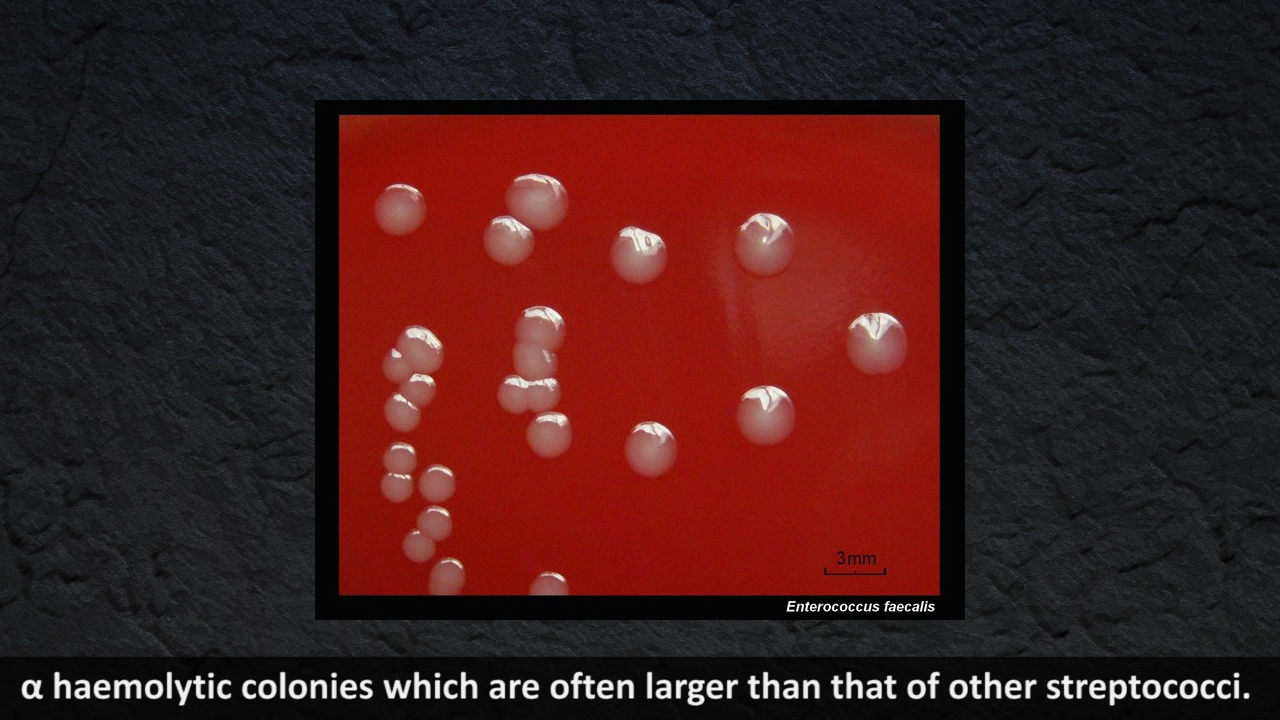 3mm
Enterococcus faecalis
α haemolytic colonies which are often larger than that of other streptococci.